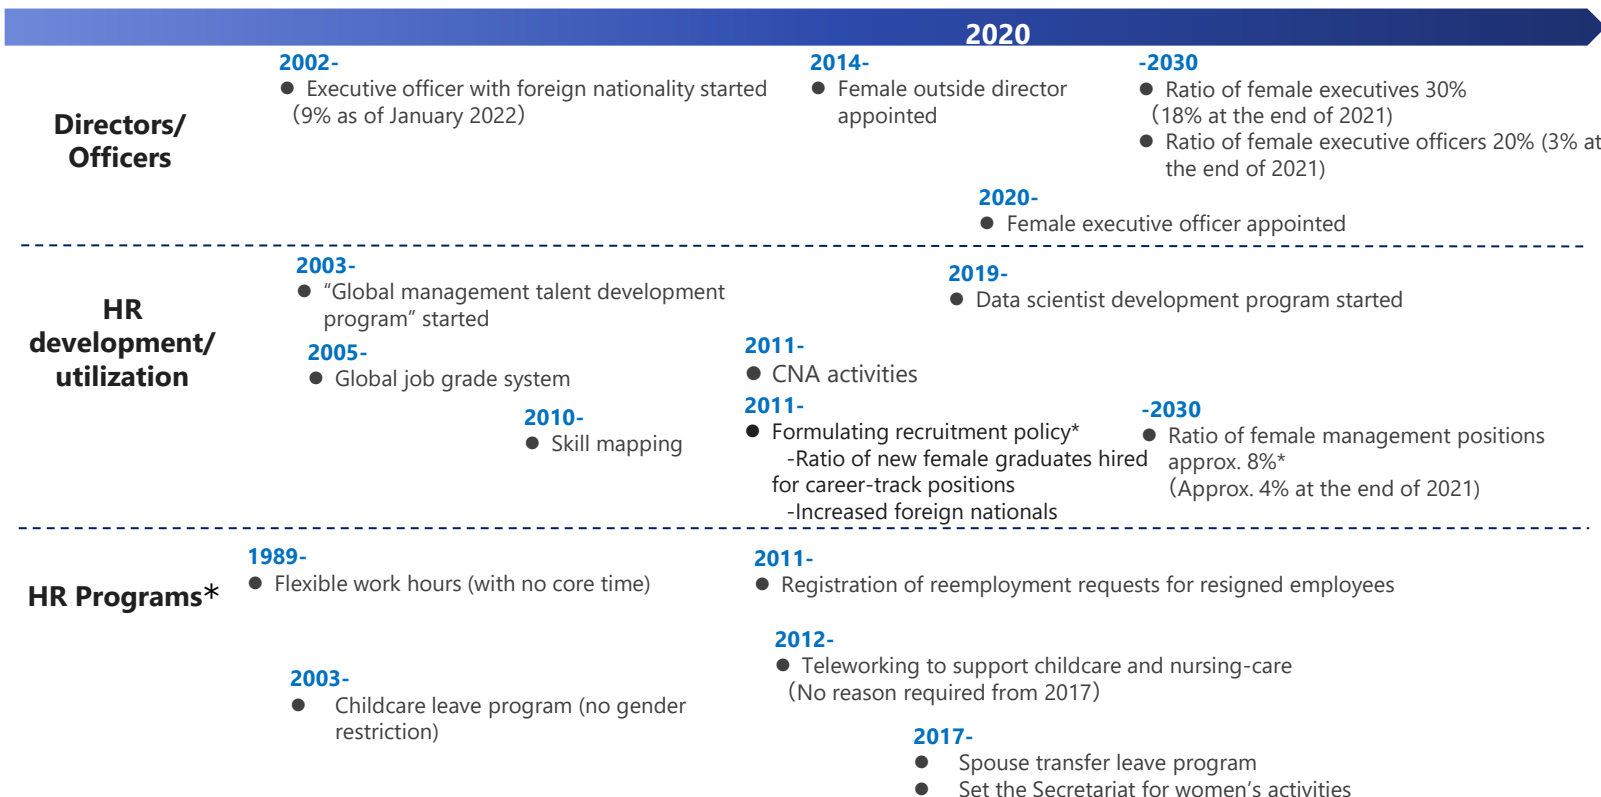 2020
Directors/
Officers
2002-
● Executive officer with foreign nationality started
（9% as of January 2022）
2014-
● Female outside director
appointed
-2030
● Ratio of female executives 30%
（18% at the end of 2021）
● Ratio of female executive officers 20% (3% at
the end of 2021)
2020-
● Female executive officer appointed
HR
development/
utilization
2003-
● “Global management talent development
program“ started
2005-
● Global job grade system
2010-
● Skill mapping
2019-
● Data scientist development program started
2011-
● CNA activities
2011-
● Formulating recruitment policy*
-Ratio of new female graduates hired
for career-track positions
-Increased foreign nationals
-2030
● Ratio of female management positions
approx. 8%*
（Approx. 4% at the end of 2021）
HR Programs＊
1989-
● Flexible work hours (with no core time)
2003-
● Childcare leave program (no gender
restriction)
2011-
● Registration of reemployment requests for resigned employees
2012-
● Teleworking to support childcare and nursing-care
（No reason required from 2017）
2017-
● Spouse transfer leave program
● Set the Secretariat for women’s activities